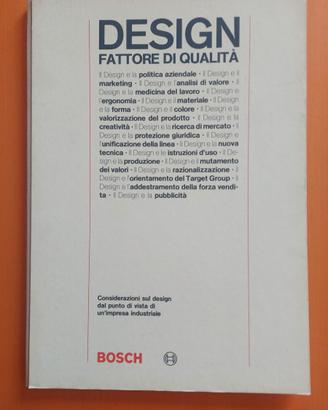 DESIGN
FATTORE DI QUALITÀ
Il Design e la politica aziendale • Il Design e il
marketing • Il Design e l'analisi di valore • Il
Design e la medicina del lavoro • Il Design e
l'ergonomia • Il Design e il materiale • Il Design
e la forma • Il Design e il colore • Il Design e la
valorizzazione del prodotto • Il Design e la
creatività • Il Design e la ricerca di mercato • Il
Design e la protezione giuridica • Il Design e
l'unificazione della linea • Il Design e la nuova
tecnica • Il Design e le istruzioni d'uso • Il De-
sign e la produzione • Il Design e il mutamento
dei valori • Il Design e la razionalizzazione • Il
Design e l'orientamento del Target Group • Il
Design e l'addestramento della forza vendi-
ta • Il Design e la pubblicità
Considerazioni sul design
dal punto di vista di
un'impresa industriale
BOSCH